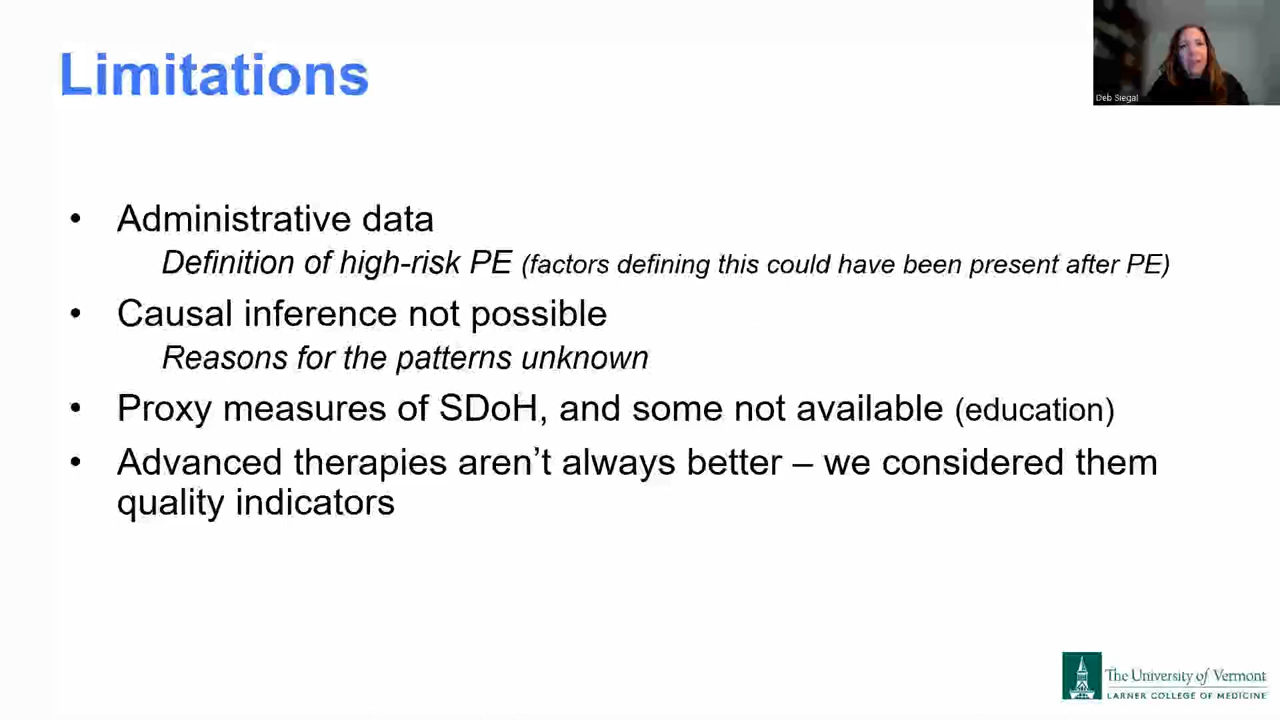 Limitations
Deb Siegal
• Administrative data
Definition of high-risk PE (factors defining this could have been present after PE)
• Causal inference not possible
Reasons for the patterns unknown
• Proxy measures of SDoH, and some not available (education)
• Advanced therapies aren’t always better – we considered them
quality indicators
The University of Vermont
LARNER COLLEGE OF MEDICINE